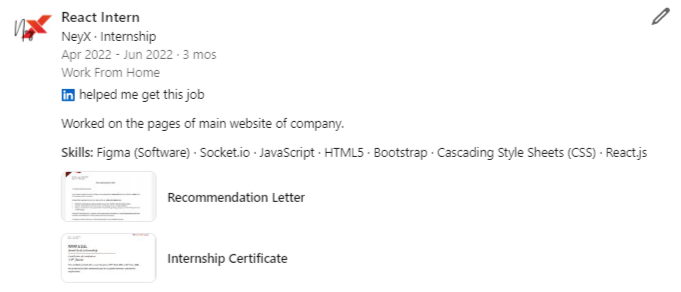 React Intern
NeyX · Internship
Apr 2022 - Jun 2022 · 3 mos
Work From Home
in helped me get this job
Worked on the pages of main website of company.
Skills: Figma (Software) · Socket.io · JavaScript · HTML5 · Bootstrap · Cascading Style Sheets (CSS) · React.js
Recommendation Letter
Internship Certificate